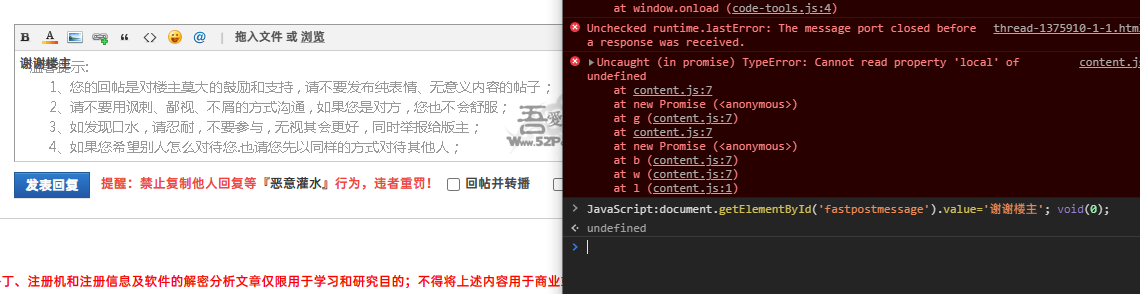 at window.onload (code-tools.js:4)
Unchecked runtime.lastError: The message port closed before thread-1375910-1-1.html
a response was received.
Uncaught (in promise) TypeError: Cannot read property 'local' of content.js
undefined
at content.js:7
at new Promise (<anonymous>)
at g (content.js:7)
at content.js:7
at new Promise (<anonymous>)
at b (content.js:7)
at w (content.js:7)
at l (content.js:1)
JavaScript:document.getElementById('fastpostmessage').value='谢谢楼主'; void(0);
undefined
B A “ <> @ | 拖入文件 或 浏览
谢谢楼主
温馨提示:
1、您的回帖是对楼主莫大的鼓励和支持，请不要发布纯表情、无意义内容的帖子；
2、请不要用讽刺、鄙视、不屑的方式沟通，如果您是对方，您也不会舒服；
3、如发现口水，请忍耐，不要参与，无视其会更好，同时举报给版主；
4、如果您希望别人怎么对待您.也请您先以同样的方式对待其他人；
吾爱
www.52P
发表回复 提醒：禁止复制他人回复等『恶意灌水』行为，违者重罚！ 回帖并转播
丁、注册机和注册信息及软件的解密分析文章仅限用于学习和研究目的；不得将上述内容用于商业